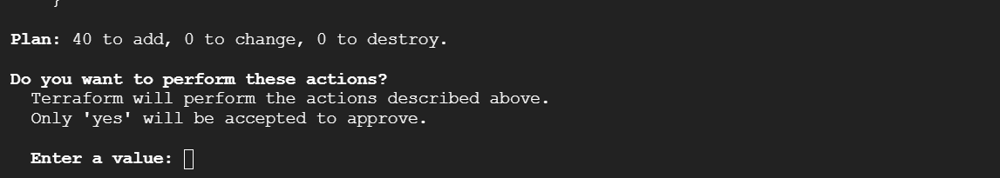 }
Plan: 40 to add, 0 to change, 0 to destroy.
Do you want to perform these actions?
Terraform will perform the actions described above.
Only 'yes' will be accepted to approve.
Enter a value: